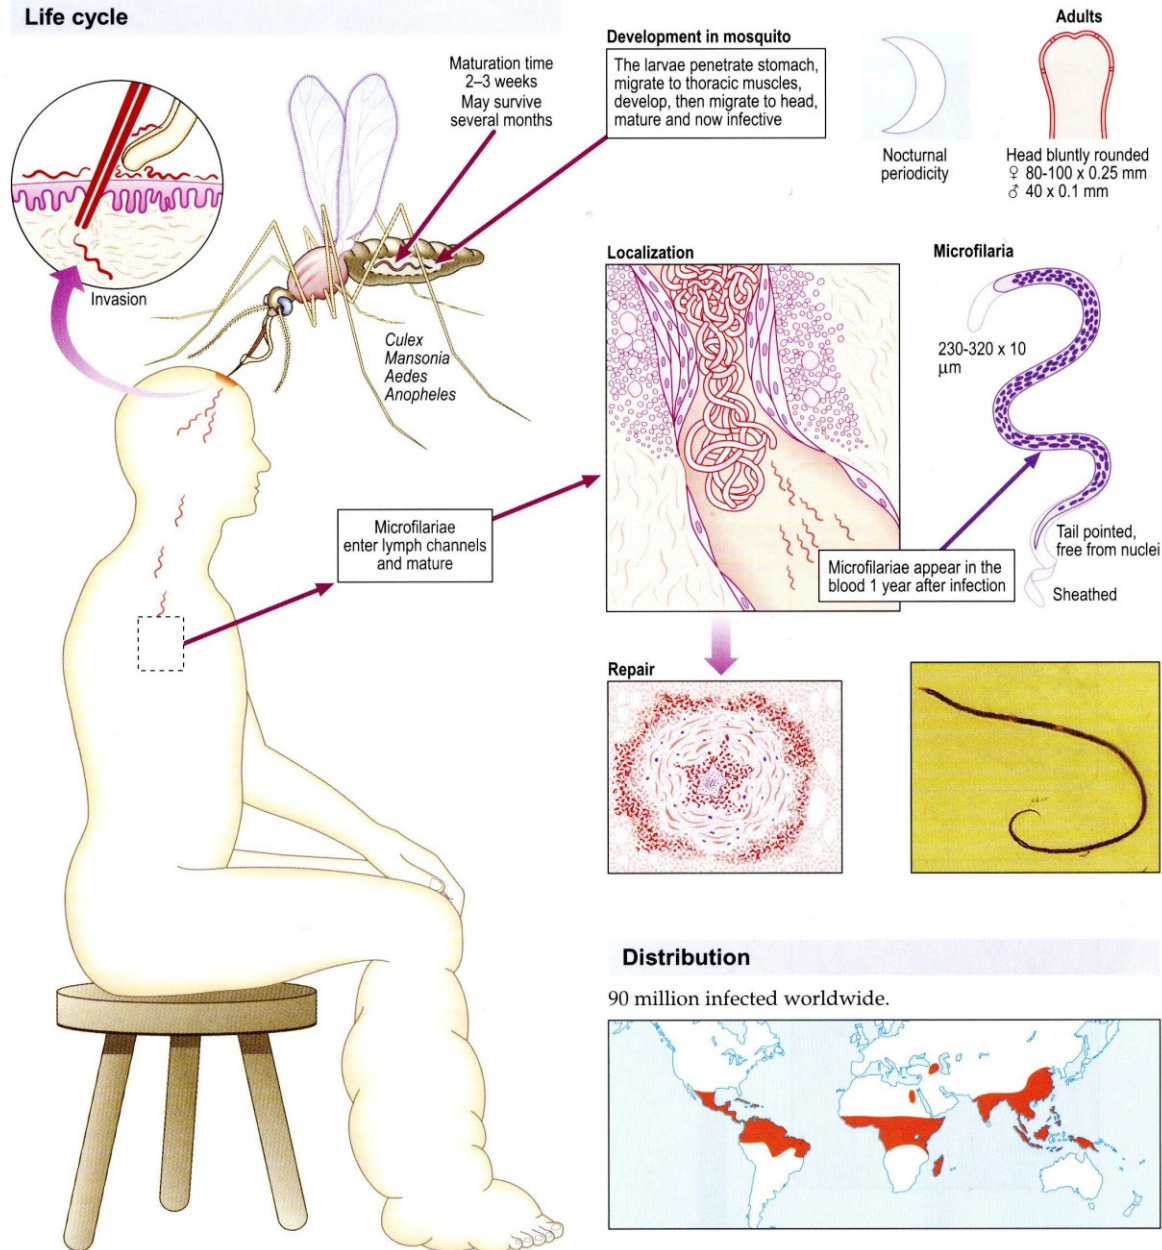 Life cycle
Maturation time
2–3 weeks
May survive
several months
Development in mosquito
The larvae penetrate stomach,
migrate to thoracic muscles,
develop, then migrate to head,
mature and now infective
Nocturnal
periodicity
Adults
Head bluntly rounded
♀ 80-100 x 0.25 mm
♂ 40 x 0.1 mm
Invasion
Culex
Mansonia
Aedes
Anopheles
Localization
Microfilaria
230-320 x 10
μm
Microfilariae
enter lymph channels
and mature
Microfilariae appear in the
blood 1 year after infection
Tail pointed,
free from nuclei
Sheathed
Repair
Distribution
90 million infected worldwide.